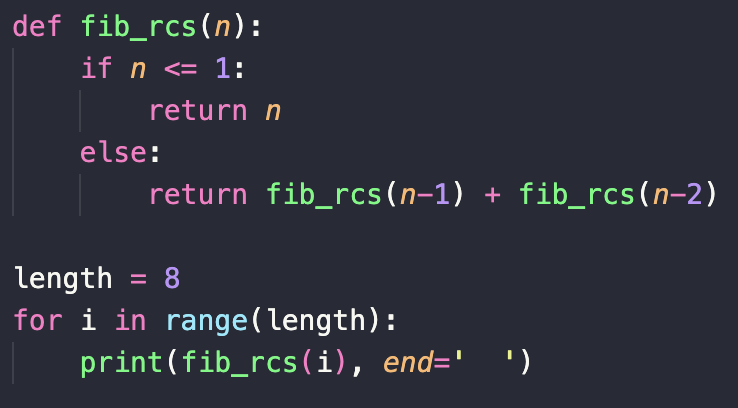 def fib_rcs(n):
    if n <= 1:
        return n
    else:
        return fib_rcs(n-1) + fib_rcs(n-2)

length = 8
for i in range(length):
    print(fib_rcs(i), end='  ')